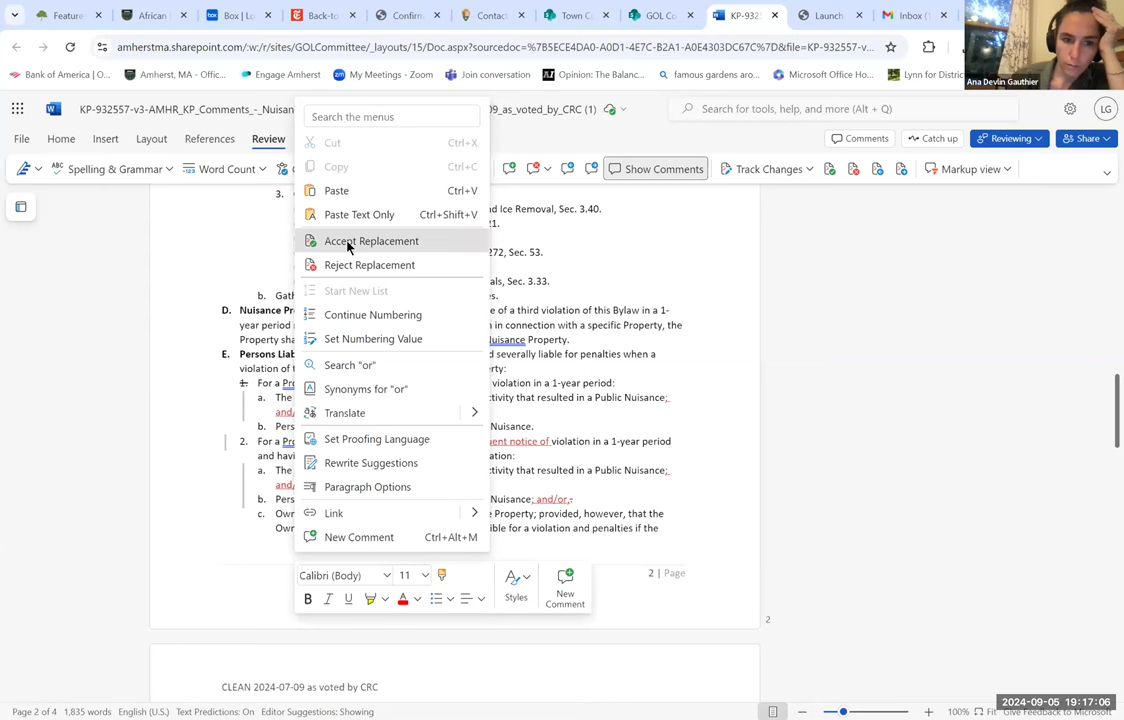 Feature
African
Box | Lo
Back-to
Confirm
Contact
Town C
GOL Co
KP-932
Launch
Inbox (1
amherstma.sharepoint.com/:w:/r/sites/GOLCommittee/_layouts/15/Doc.aspx?sourcedoc=%7B5ECE4DA0-A0D1-4E7C-B2A1-A0E4303DC67C%7D&file=KP-932557-v...
Bank of America | O...
Amherst, MA - Offic...
Engage Amherst
My Meetings - Zoom
Join conversation
Opinion: The Balanc...
famous gardens aro...
Microsoft Office Ho...
Lynn for District
Ana Devlin Gauthier
KP-932557-v3-AMHR_KP_Comments_-_Nuisan
09_as_voted_by_CRC (1)
Search for tools, help, and more (Alt + Q)
LG
File Home Insert Layout References Review
Comments Catch up Reviewing Share
Spelling & Grammar Word Count
Show Comments Track Changes Markup view
Search the menus
Cut Ctrl+X
Copy Ctrl+C
Paste Ctrl+V
Paste Text Only Ctrl+Shift+V
Accept Replacement
Reject Replacement
Start New List
Continue Numbering
Set Numbering Value
Search "or"
Synonyms for "or"
Translate
Set Proofing Language
Rewrite Suggestions
Paragraph Options
Link
New Comment Ctrl+Alt+M
Calibri (Body) 11
B I U A
Styles
New Comment
3.
nd Ice Removal, Sec. 3.40.
21.
272, Sec. 53.
als, Sec. 3.33.
b. Gath es.
D. Nuisance Pr e of a third violation of this Bylaw in a 1-
year period in connection with a specific Property, the
Property sha uisance Property.
E. Persons Liab d severally liable for penalties when a
violation of t y:
1. For a Pro violation in a 1-year period:
a. The ctivity that resulted in a Public Nuisance;
and/
b. Pers Nuisance.
2. For a Pro uent notice of violation in a 1-year period
and havi ation:
a. The ctivity that resulted in a Public Nuisance;
and/
b. Pers Nuisance; and/or.
c. Own e Property; provided, however, that the
Own ible for a violation and penalties if the
2 | Page
2
CLEAN 2024-07-09 as voted by CRC
2024-09-05 19:17:06
Page 2 of 4 1,835 words English (U.S.) Text Predictions: On Editor Suggestions: Showing
100% Fit Give Feedback to Microsoft